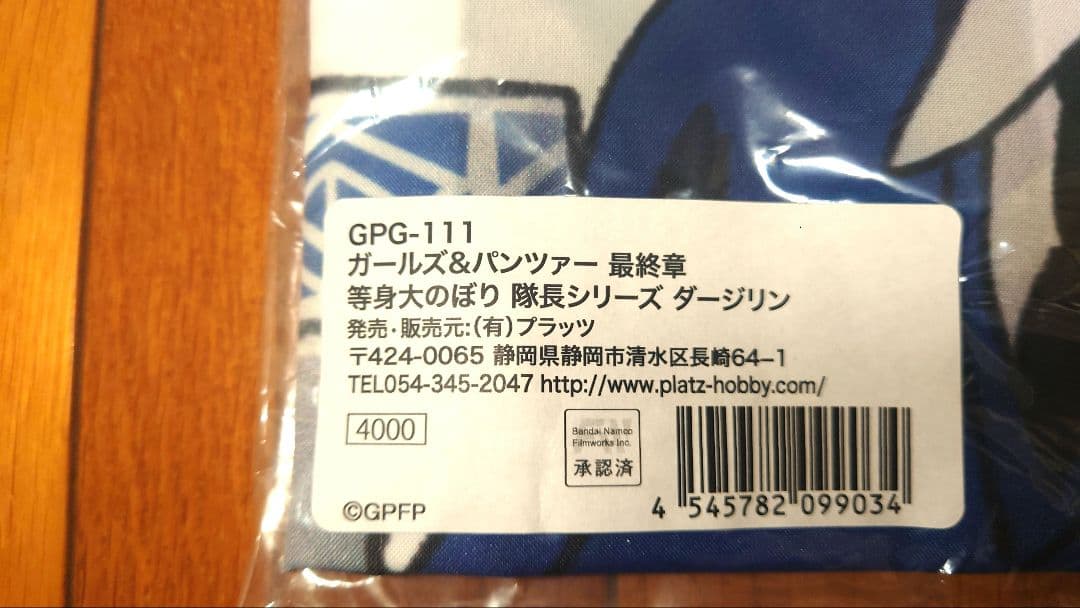 GPG-111
ガールズ&パンツァー 最終章
等身大のぼり 隊長シリーズ ダージリン
発売・販売元:(有)プラッツ
〒424-0065 静岡県静岡市清水区長崎64-1
TEL054-345-2047 http://www.platz-hobby.com/
4000
Bandai Namco
Filmworks Inc.
承認済
©GPFP
4 545782 099034